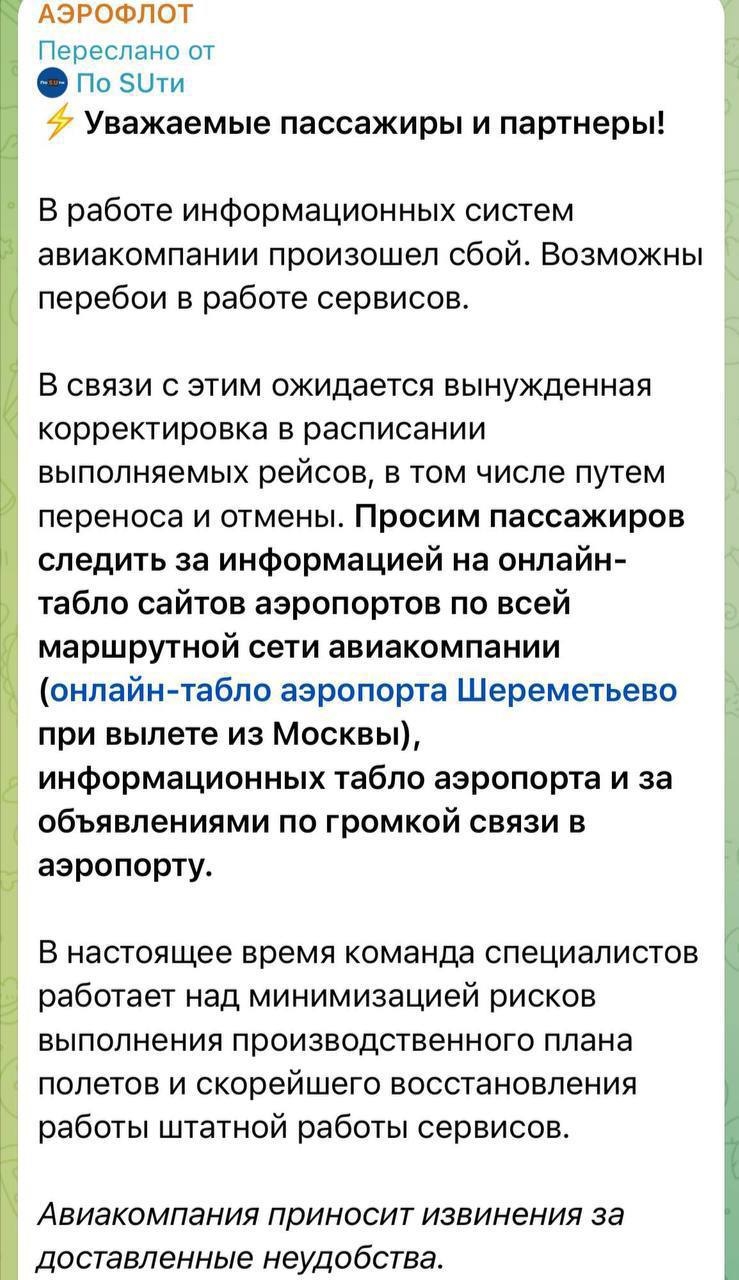 АЭРОФЛОТ
Переслано от
По SUти
⚡ Уважаемые пассажиры и партнеры!
В работе информационных систем
авиакомпании произошел сбой. Возможны
перебои в работе сервисов.
В связи с этим ожидается вынужденная
корректировка в расписании
выполняемых рейсов, в том числе путем
переноса и отмены. Просим пассажиров
следить за информацией на онлайн-
табло сайтов аэропортов по всей
маршрутной сети авиакомпании
(онлайн-табло аэропорта Шереметьево
при вылете из Москвы),
информационных табло аэропорта и за
объявлениями по громкой связи в
аэропорту.
В настоящее время команда специалистов
работает над минимизацией рисков
выполнения производственного плана
полетов и скорейшего восстановления
работы штатной работы сервисов.
Авиакомпания приносит извинения за
доставленные неудобства.